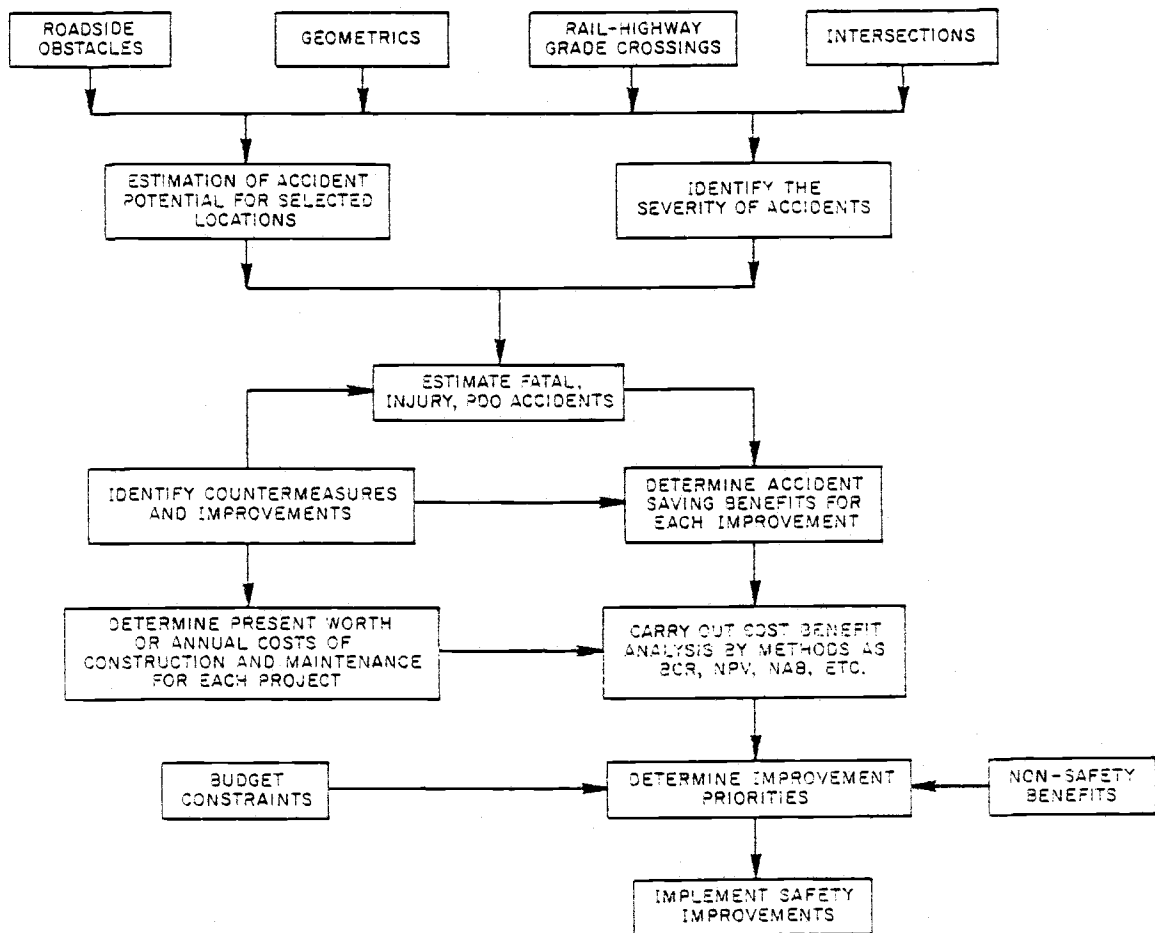 ROADSIDE
OBSTACLES
GEOMETRICS
RAIL-HIGHWAY
GRADE CROSSINGS
INTERSECTIONS
ESTIMATION OF ACCIDENT
POTENTIAL FOR SELECTED
LOCATIONS
IDENTIFY THE
SEVERITY OF ACCIDENTS
ESTIMATE FATAL,
INJURY, PDO ACCIDENTS
IDENTIFY COUNTERMEASURES
AND IMPROVEMENTS
DETERMINE ACCIDENT
SAVING BENEFITS FOR
EACH IMPROVEMENT
DETERMINE PRESENT WORTH
OR ANNUAL COSTS OF
CONSTRUCTION AND MAINTENANCE
FOR EACH PROJECT
CARRY OUT COST BENEFIT
ANALYSIS BY METHODS AS
BCR, NPV, NAB, ETC.
BUDGET
CONSTRAINTS
DETERMINE IMPROVEMENT
PRIORITIES
NON-SAFETY
BENEFITS
IMPLEMENT SAFETY
IMPROVEMENTS